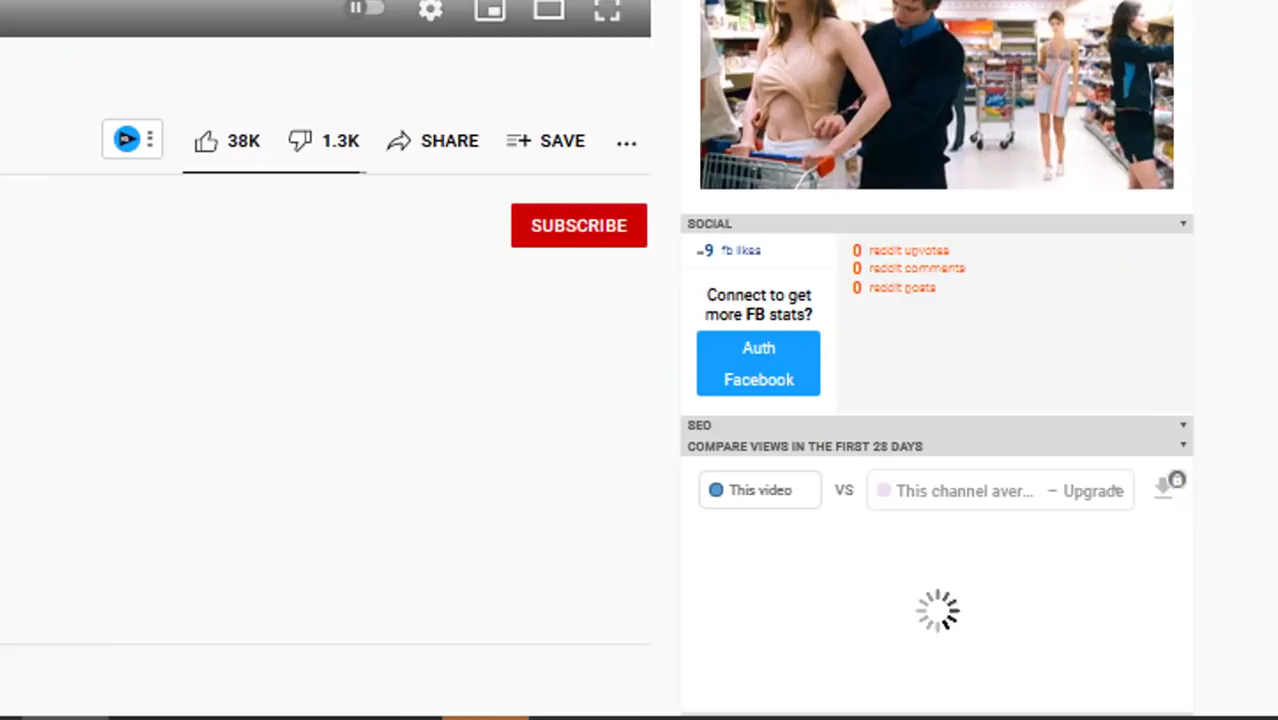 38K 1.3K SHARE SAVE ...
SUBSCRIBE
SOCIAL
-9 fb likes
Connect to get
more FB stats?
Auth
Facebook
0 reddit upvotes
0 reddit comments
0 reddit posts
SEO
COMPARE VIEWS IN THE FIRST 28 DAYS
This video VS This channel aver... – Upgrade